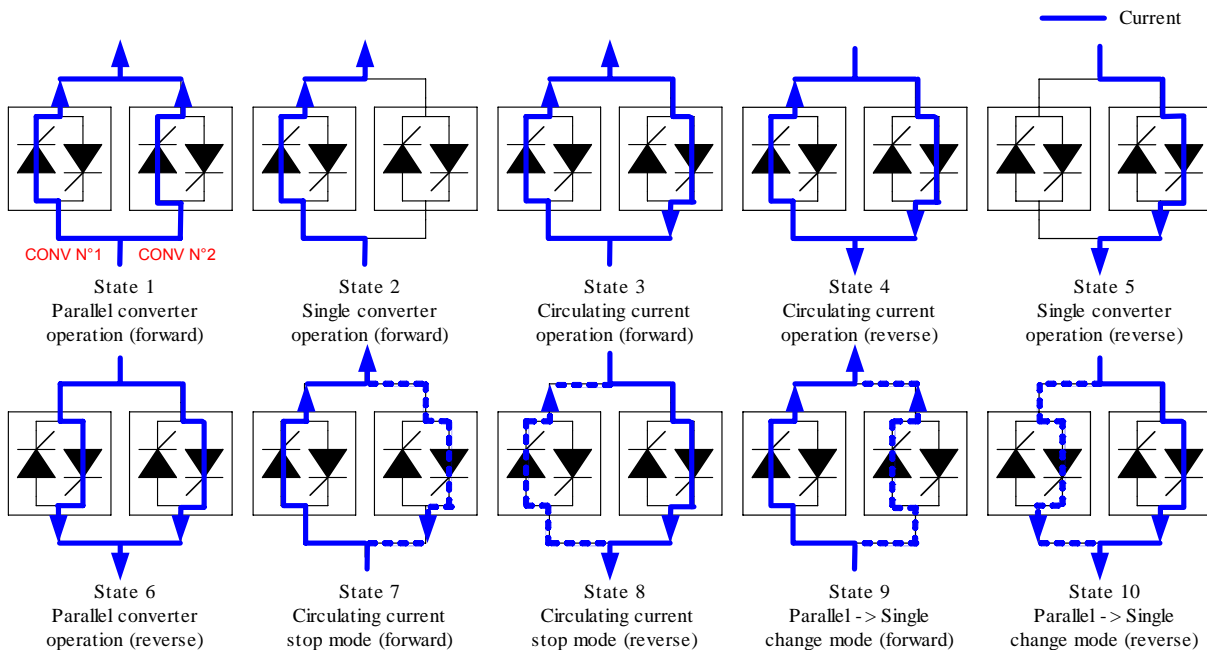 Current
CONV N°1
CONV N°2
State 1
Parallel converter
operation (forward)
State 2
Single converter
operation (forward)
State 3
Circulating current
operation (forward)
State 4
Circulating current
operation (reverse)
State 5
Single converter
operation (reverse)
State 6
Parallel converter
operation (reverse)
State 7
Circulating current
stop mode (forward)
State 8
Circulating current
stop mode (reverse)
State 9
Parallel -> Single
change mode (forward)
State 10
Parallel -> Single
change mode (reverse)